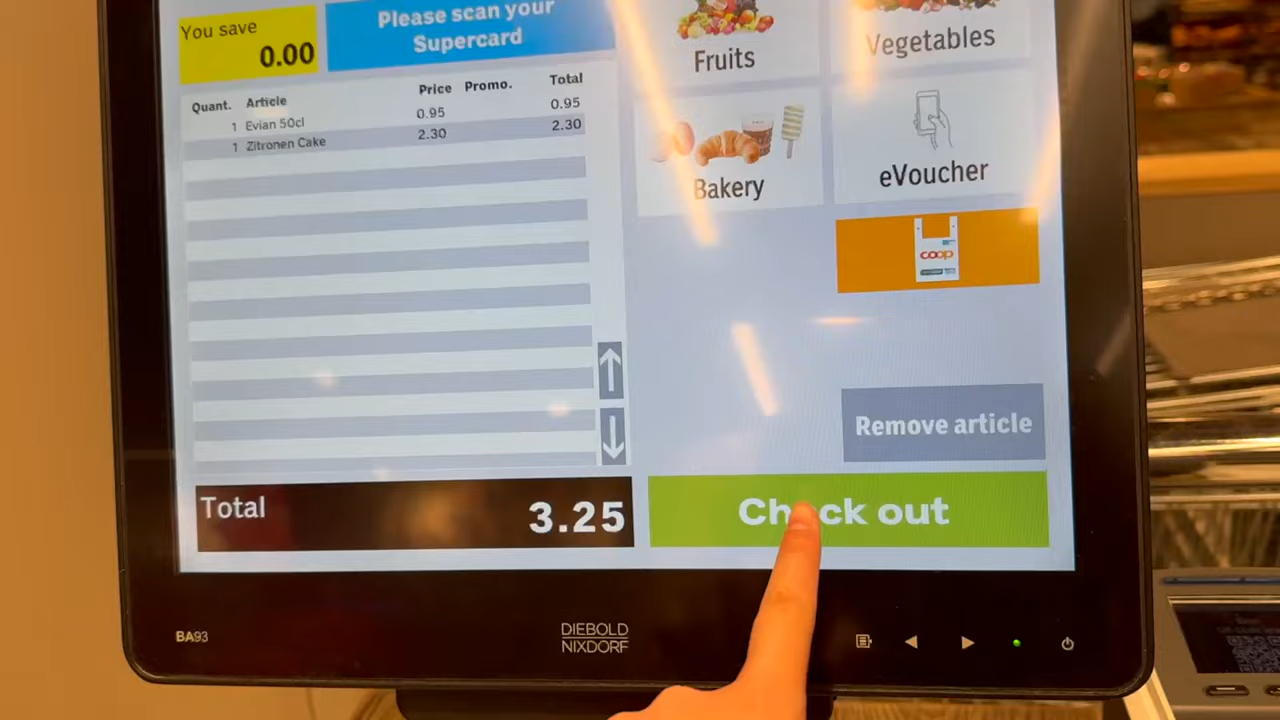 You save
0.00
Please scan your
Supercard
Fruits
Vegetables
Quant. Article Price Promo. Total
1 Evian 50cl 0.95 0.95
1 Zitronen Cake 2.30 2.30
Bakery
eVoucher
coop
Remove article
Total 3.25
Check out
BA93
DIEBOLD
NIXDORF